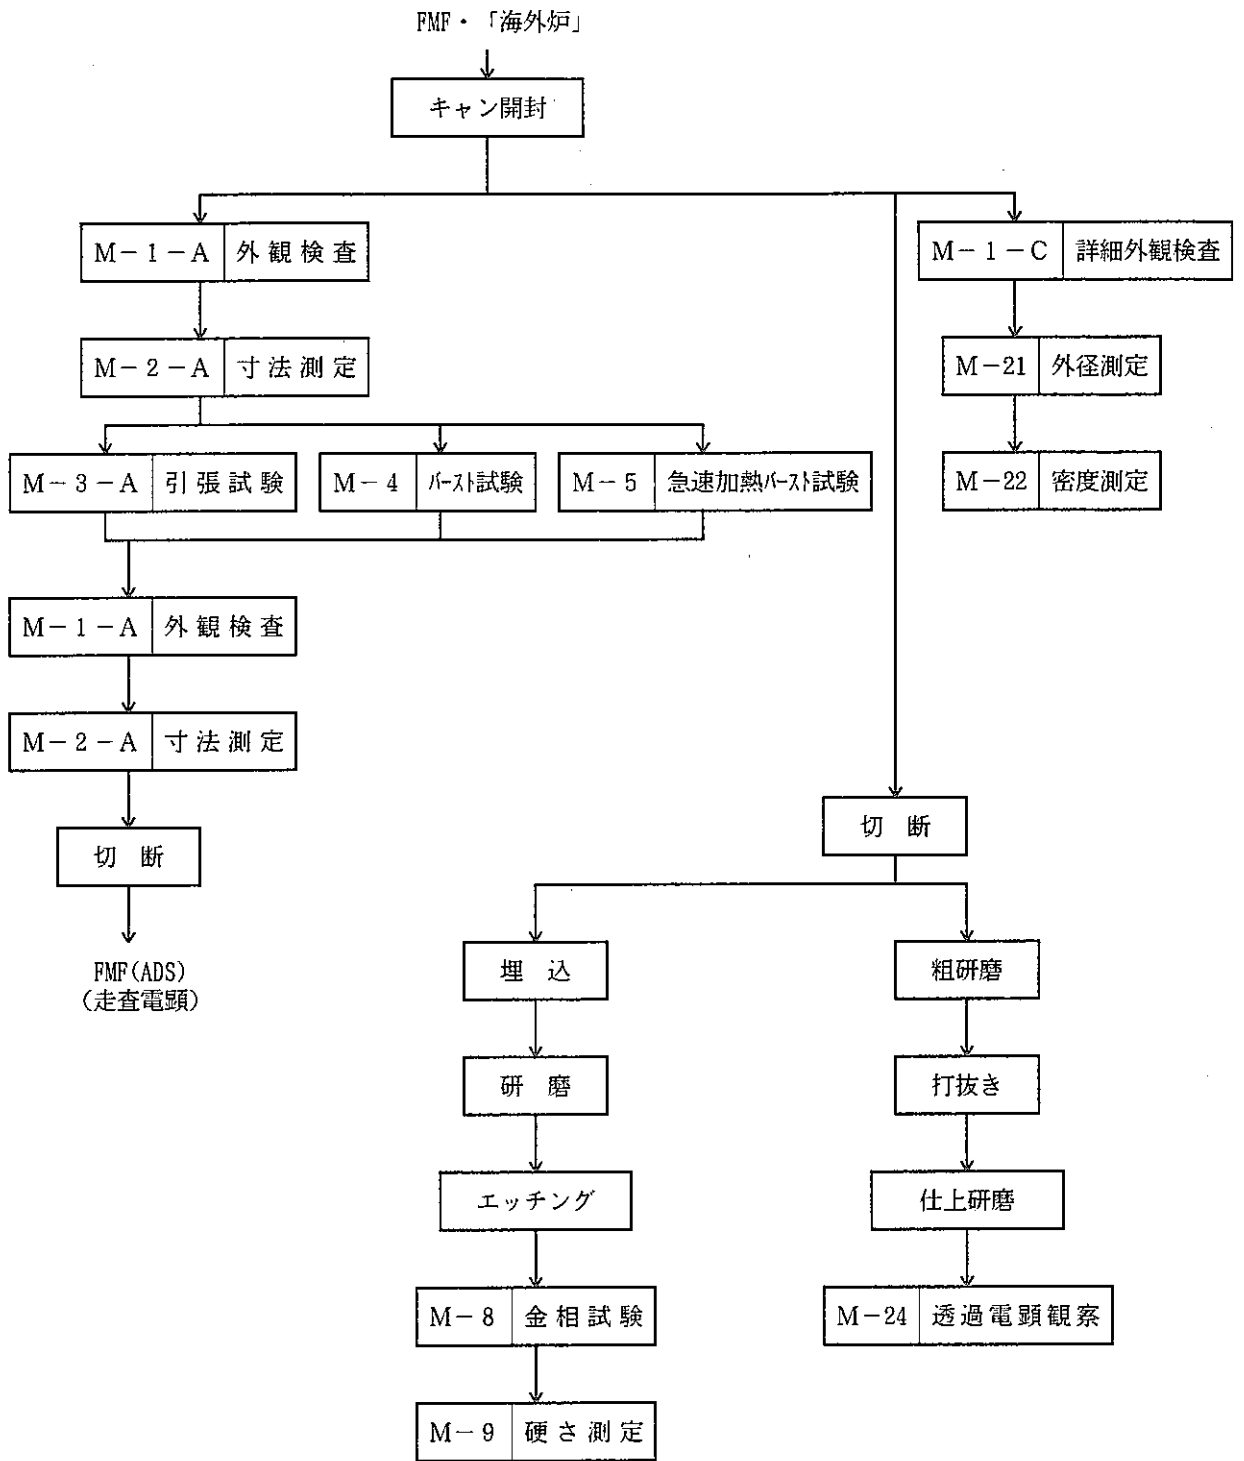 FMF・「海外炉」
キャン開封
M-1-A 外観検査
M-1-C 詳細外観検査
M-2-A 寸法測定
M-21 外径測定
M-3-A 引張試験
M-4 バースト試験
M-5 急速加熱バースト試験
M-22 密度測定
M-1-A 外観検査
M-2-A 寸法測定
切断
切断
FMF(ADS)
(走査電顕)
埋込
粗研磨
研磨
打抜き
エッチング
仕上研磨
M-8 金相試験
M-24 透過電顕観察
M-9 硬さ測定